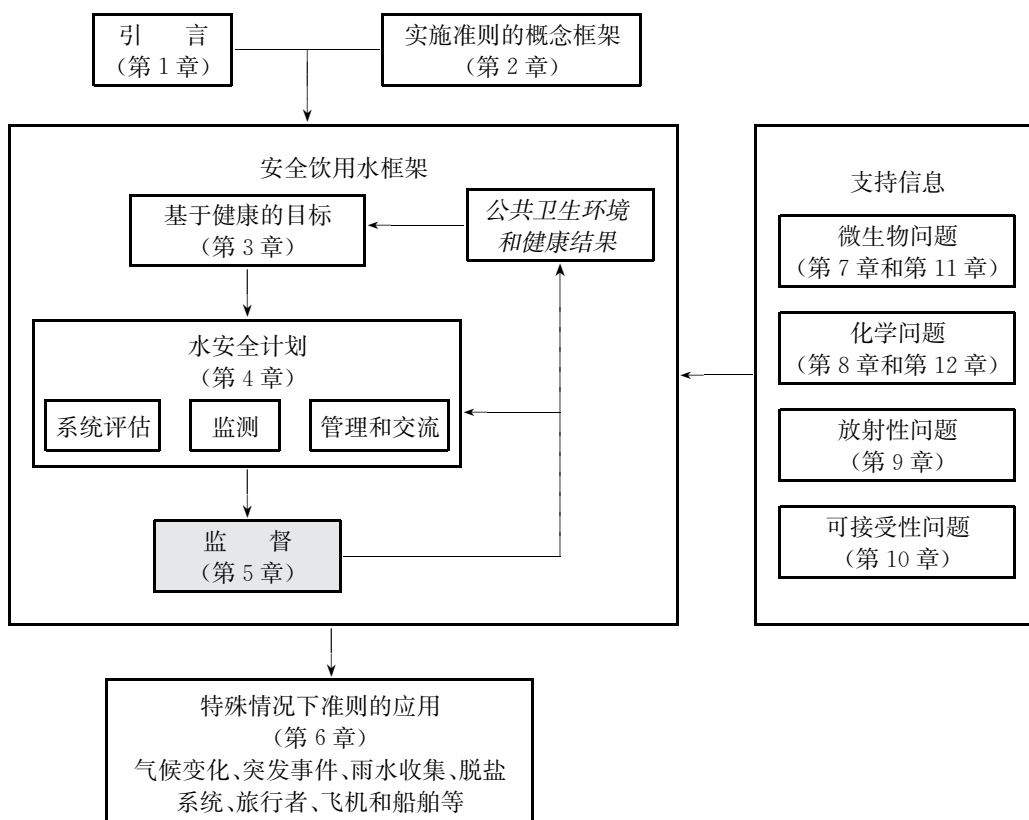 引　　言
（第 1 章）
实施准则的概念框架
（第 2 章）
安全饮用水框架
基于健康的目标
（第 3 章）
公共卫生环境
和健康结果
水安全计划
（第 4 章）
系统评估
监测
管理和交流
监　　督
（第 5 章）
支持信息
微生物问题
（第 7 章和第 11 章）
化学问题
（第 8 章和第 12 章）
放射性问题
（第 9 章）
可接受性问题
（第 10 章）
特殊情况下准则的应用
（第 6 章）
气候变化、突发事件、雨水收集、脱盐
系统、旅行者、飞机和船舶等